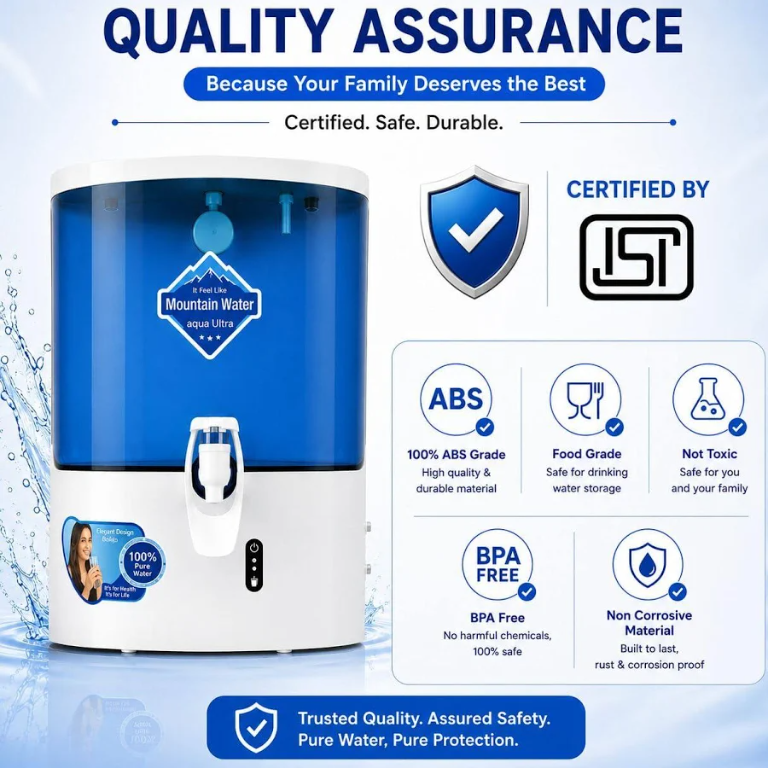 QUALITY ASSURANCE
Because Your Family Deserves the Best
Certified. Safe. Durable.
CERTIFIED BY
It Feel Like
Mountain Water
aqua Ultra
ABS
100% ABS Grade
High quality &
durable material
Food Grade
Safe for drinking
water storage
Not Toxic
Safe for you
and your family
Elegant Design
100%
Pure
Water
It's for Health
It's for Life
BPA
FREE
BPA Free
No harmful chemicals,
100% safe
Non Corrosive
Material
Built to last,
rust & corrosion proof
Trusted Quality. Assured Safety.
Pure Water, Pure Protection.